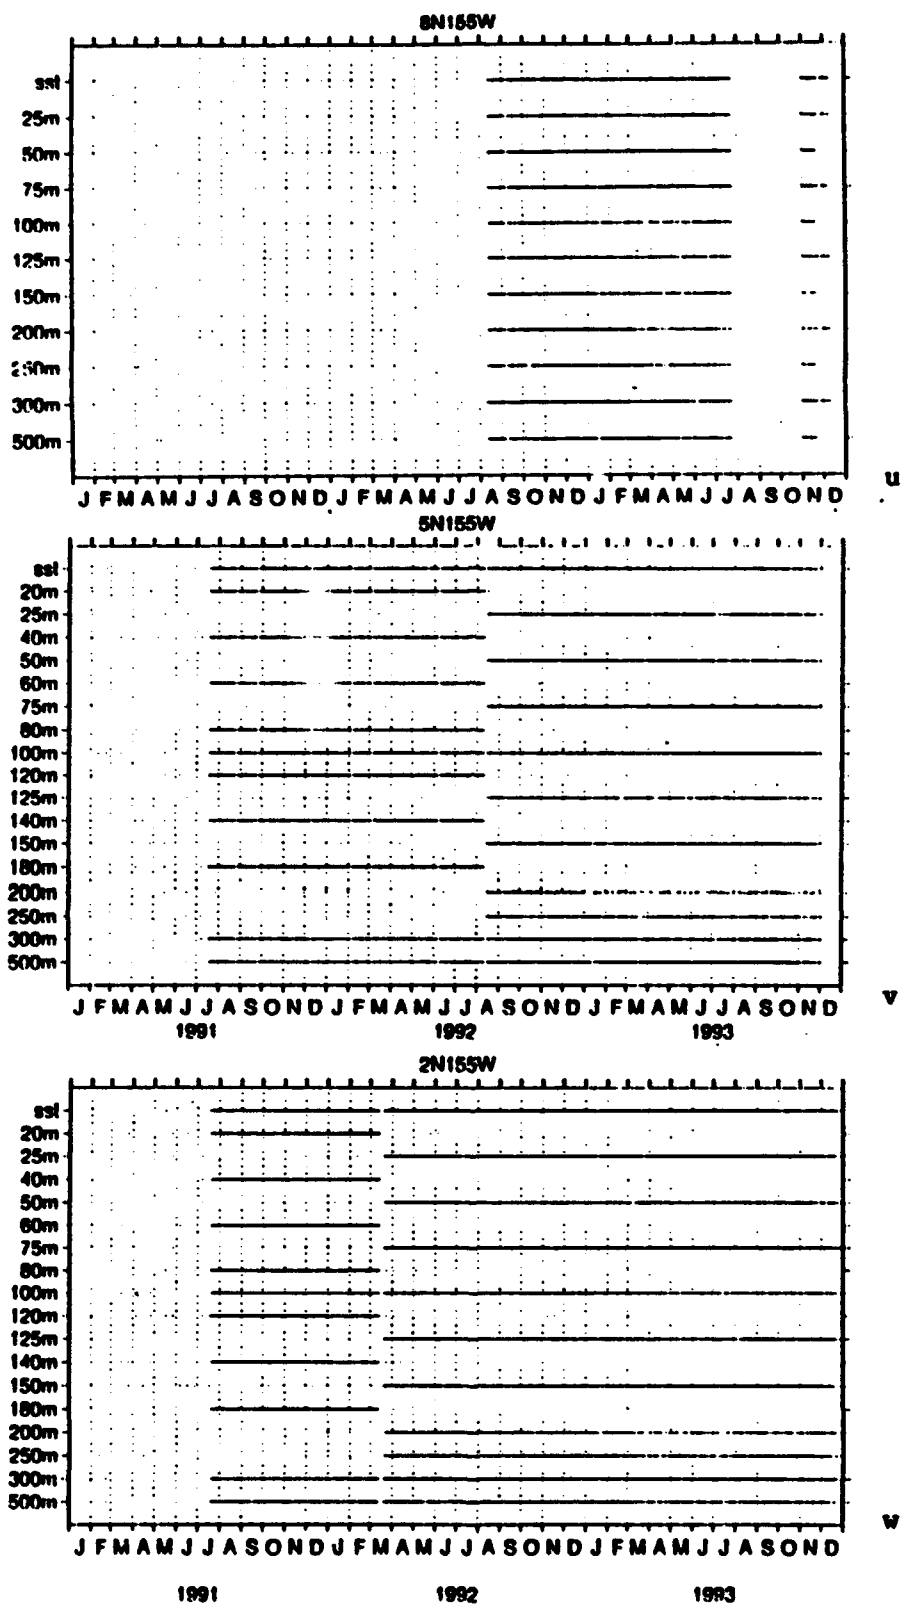 8N155W
sst
25m
50m
75m
100m
125m
150m
200m
250m
300m
500m
J F M A M J J A S O N D J F M A M J J A S O N D J F M A M J J A S O N D
u
5N155W
sst
20m
25m
40m
50m
60m
75m
80m
100m
120m
125m
140m
150m
180m
200m
250m
300m
500m
J F M A M J J A S O N D J F M A M J J A S O N D J F M A M J J A S O N D
v
1991 1992 1993
2N155W
sst
20m
25m
40m
50m
60m
75m
80m
100m
120m
125m
140m
150m
180m
200m
250m
300m
500m
w
J F M A M J J A S O N D J F M A M J J A S O N D J F M A M J J A S O N D
1991 1992 1993